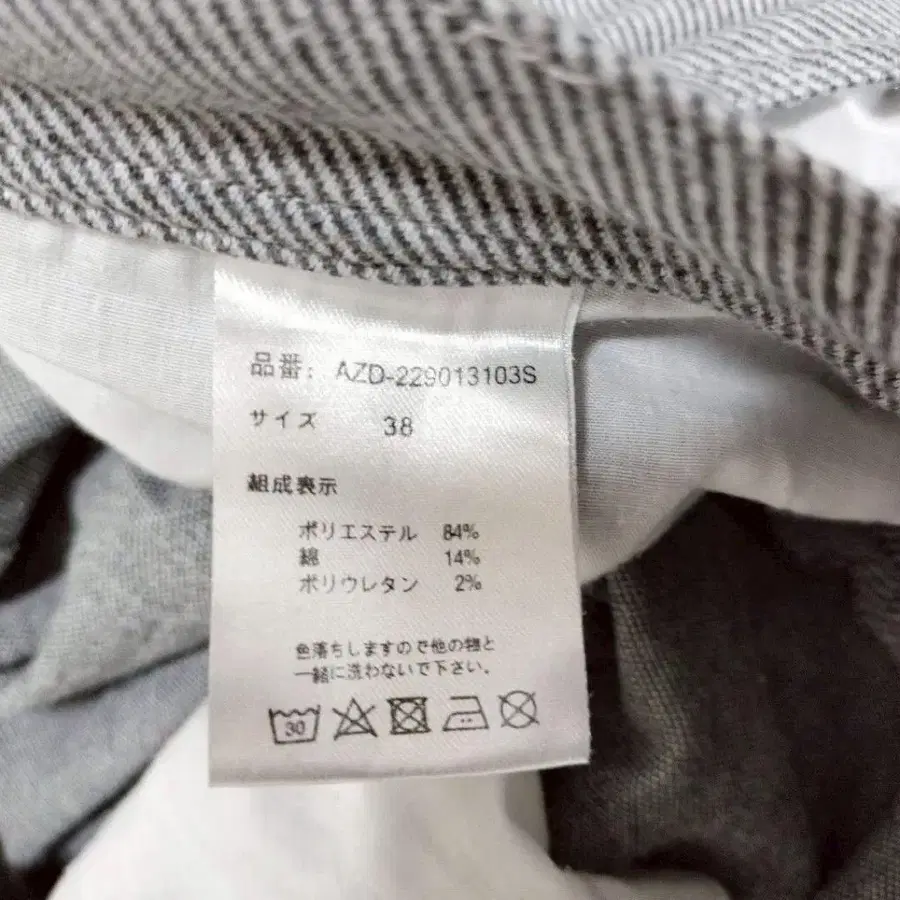 品番: AZD-229013103S
サイズ 38
組成表示
ポリエステル 84%
綿 14%
ポリウレタン 2%
色落ちしますので他の物と
一緒に洗わないで下さい。
30